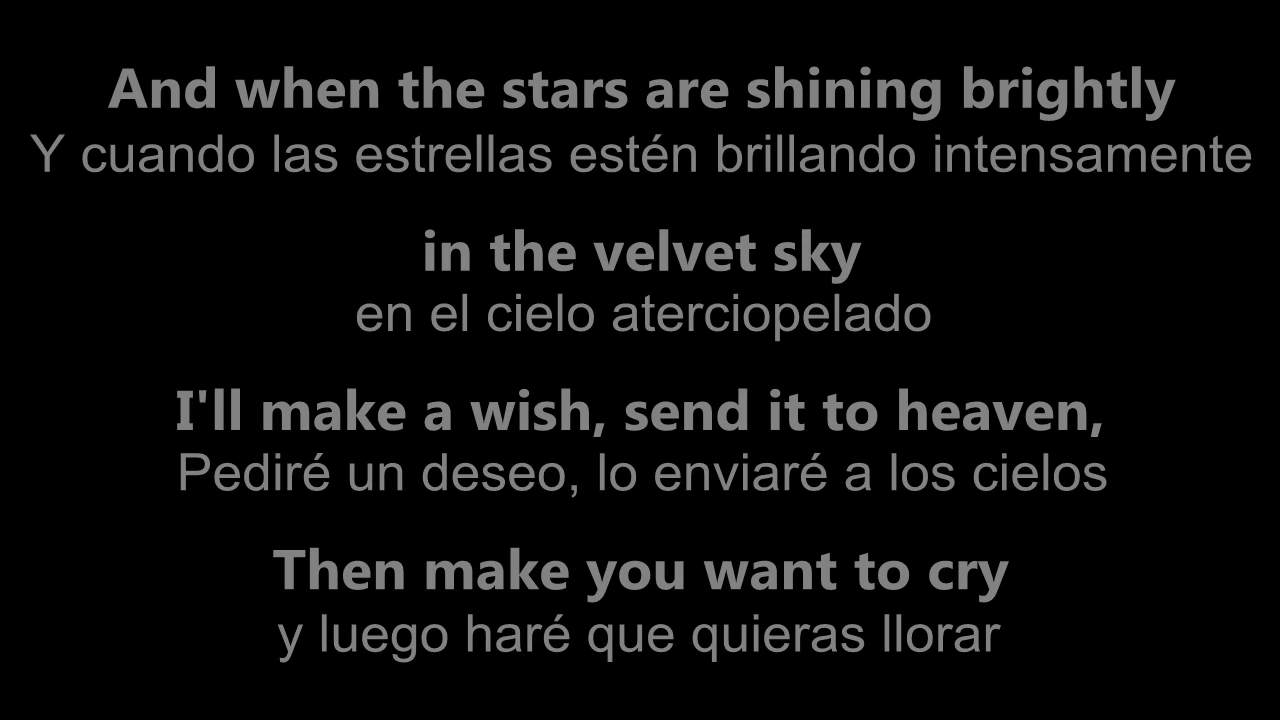 And when the stars are shining brightly
Y cuando las estrellas estén brillando intensamente
in the velvet sky
en el cielo aterciopelado
I'll make a wish, send it to heaven,
Pediré un deseo, lo enviaré a los cielos
Then make you want to cry
y luego haré que quieras llorar